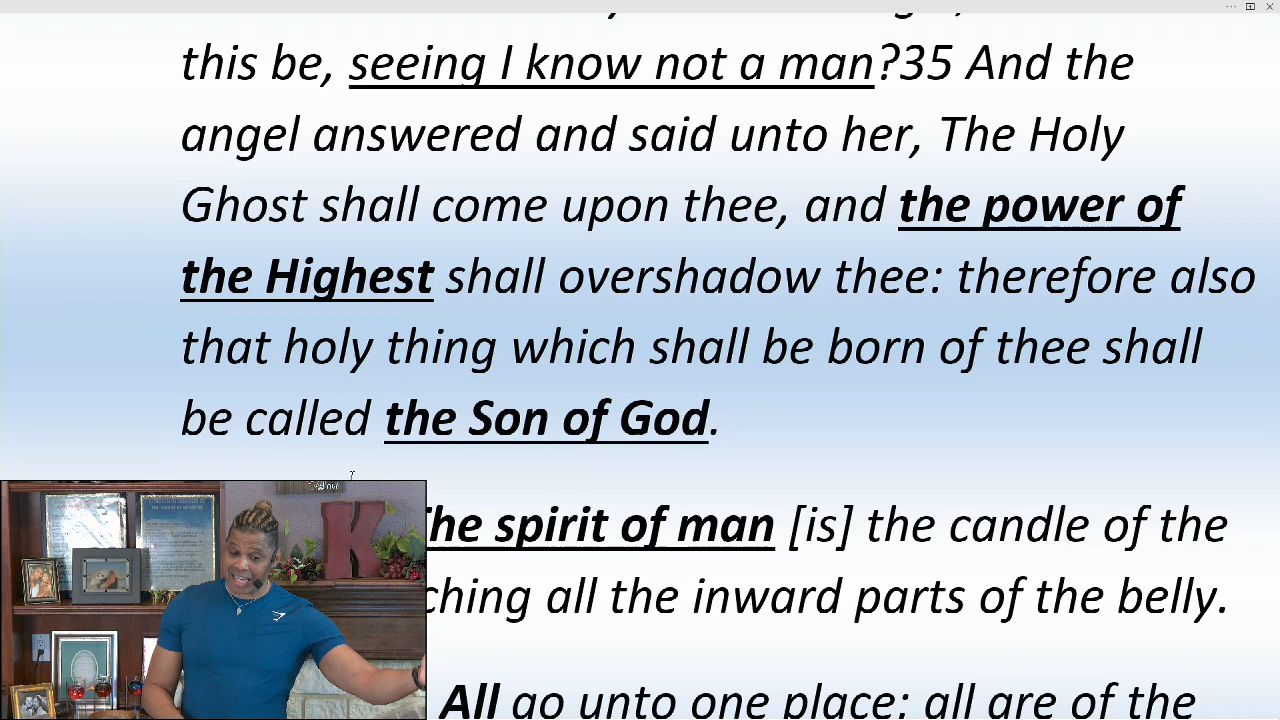 this be, seeing I know not a man?35 And the
angel answered and said unto her, The Holy
Ghost shall come upon thee, and the power of
the Highest shall overshadow thee: therefore also
that holy thing which shall be born of thee shall
be called the Son of God.
The spirit of man [is] the candle of the
ching all the inward parts of the belly.
All go unto one place; all are of the
K